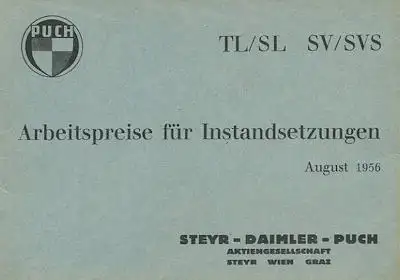 PUCH
TL/SL SV/SVS
Arbeitspreise für Instandsetzungen
August 1956
STEYR-DAIMLER-PUCH
AKTIENGESELLSCHAFT
STEYR WIEN GRAZ